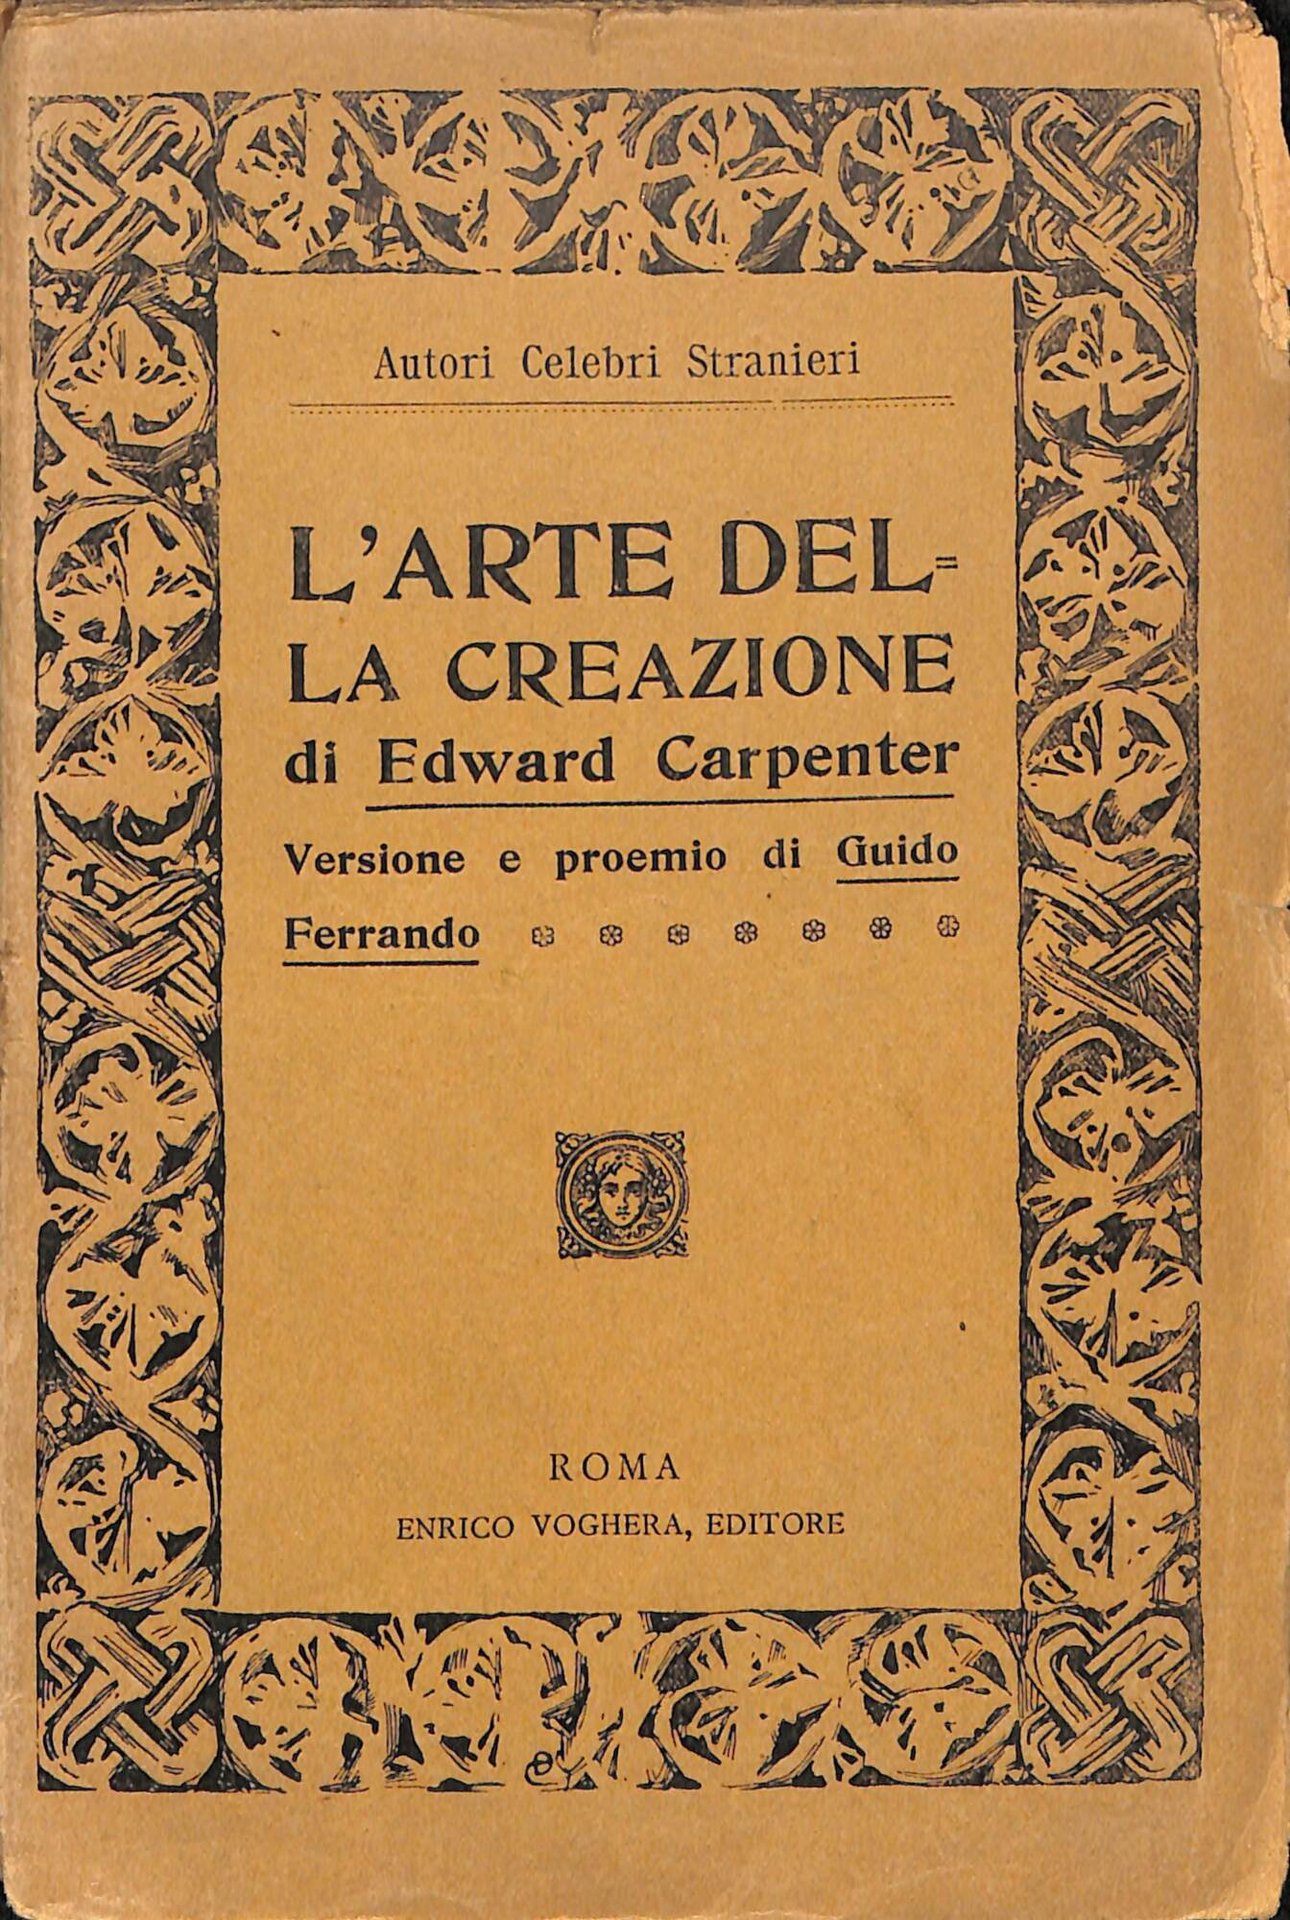 Autori Celebri Stranieri
L'ARTE DEL=
LA CREAZIONE
di Edward Carpenter
Versione e proemio di Guido
Ferrando
ROMA
ENRICO VOGHERA, EDITORE